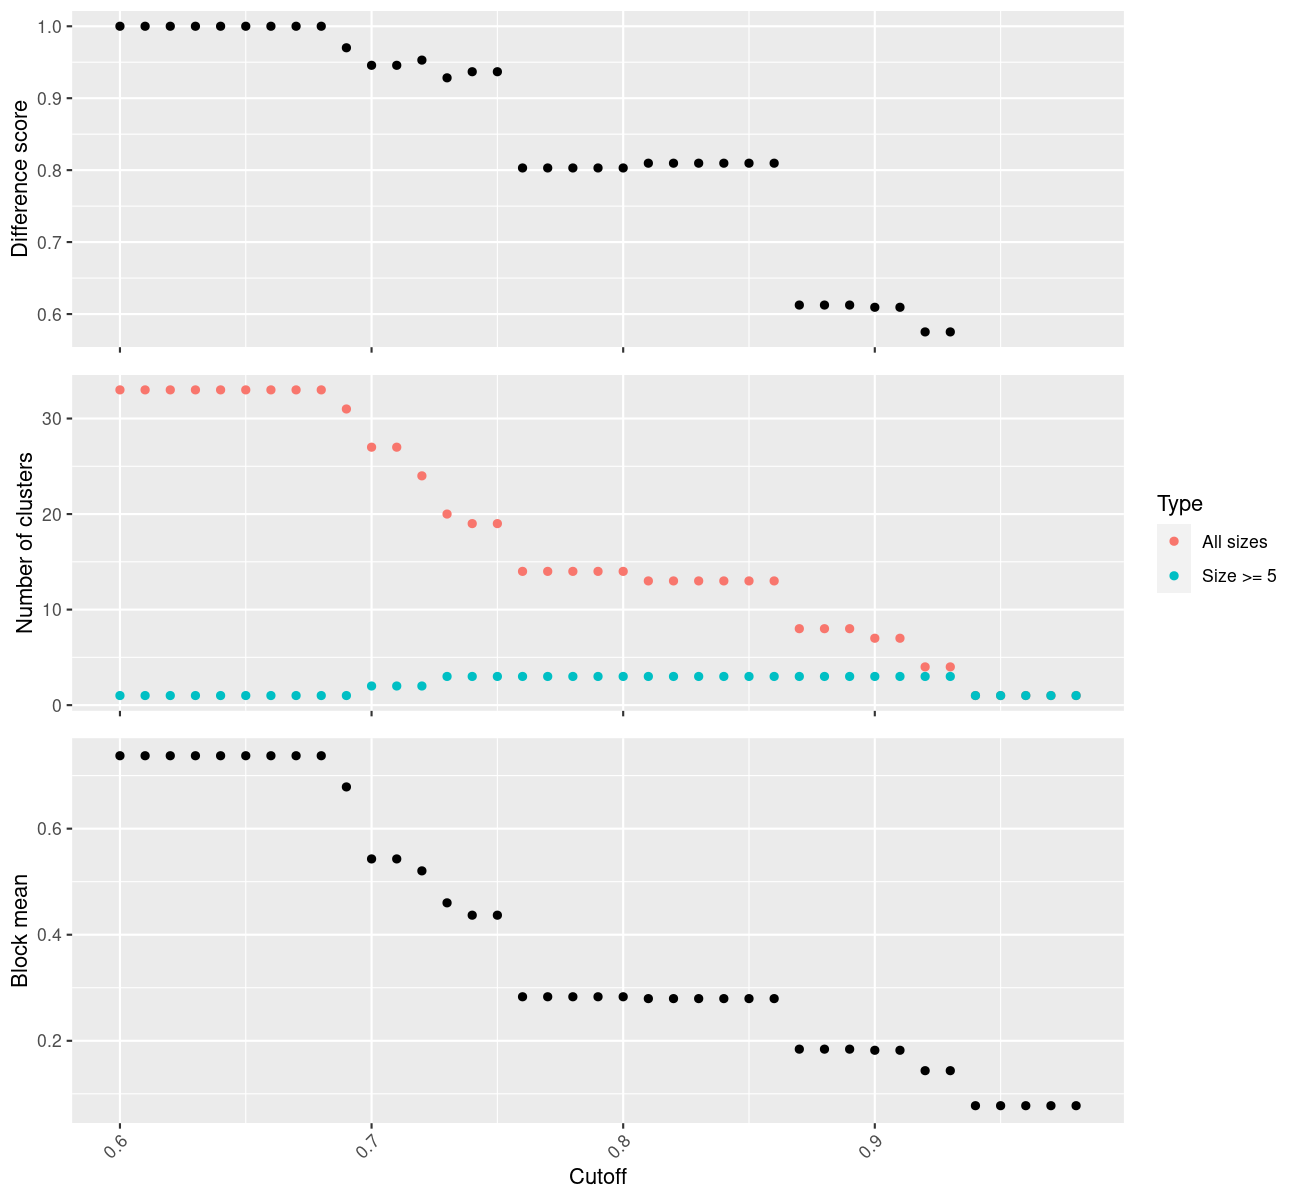 Difference score
1.0
0.9
0.8
0.7
0.6
Number of clusters
30
20
10
0
Type
All sizes
Size >= 5
Block mean
0.6
0.4
0.2
0.6
0.7
0.8
0.9
Cutoff